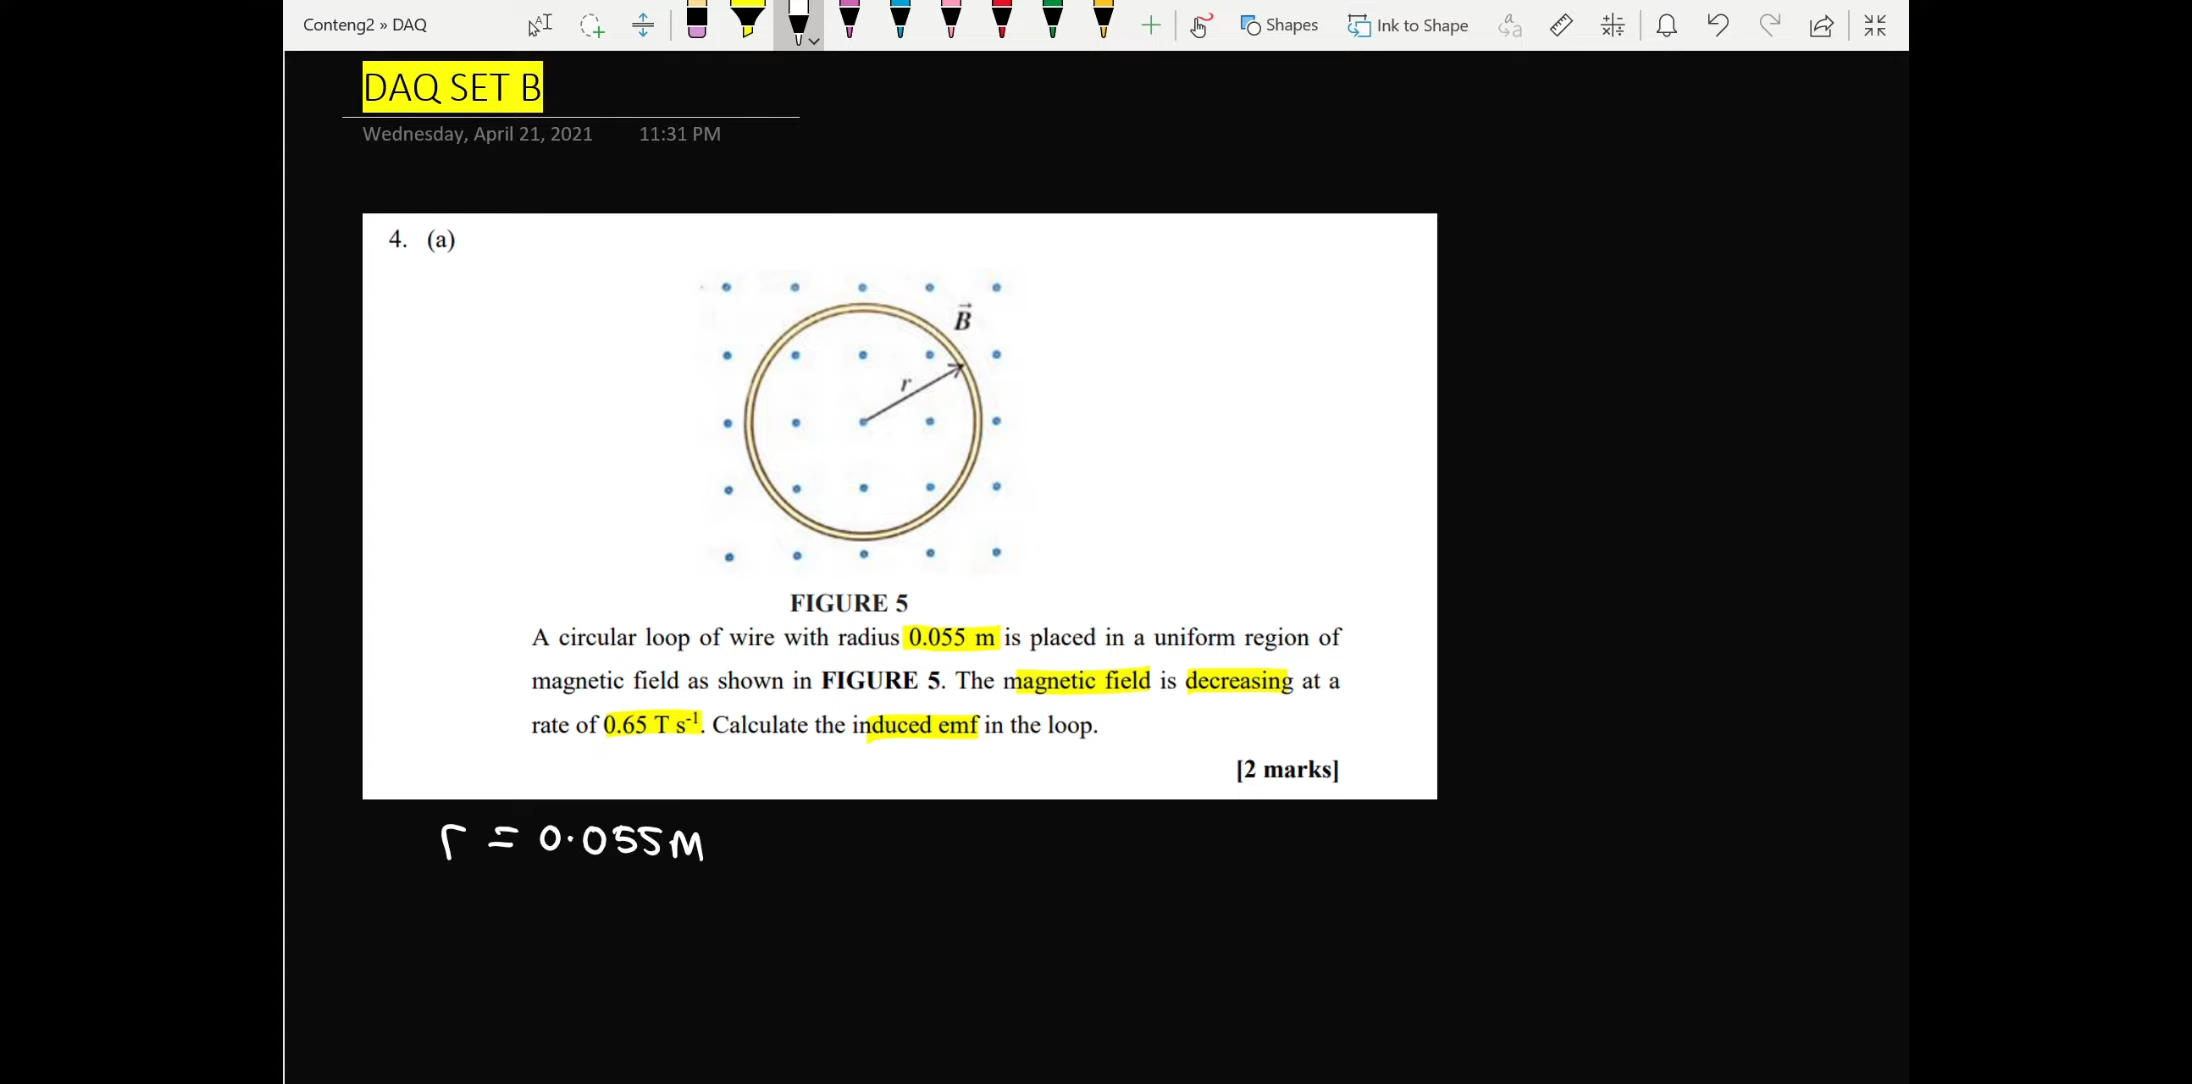 Conteng2 » DAQ
Shapes
Ink to Shape
DAQ SET B
Wednesday, April 21, 2021 11:31 PM
4. (a)
B
r
FIGURE 5
A circular loop of wire with radius 0.055 m is placed in a uniform region of
magnetic field as shown in FIGURE 5. The magnetic field is decreasing at a
rate of 0.65 T s⁻¹. Calculate the induced emf in the loop.
[2 marks]
r = 0.055m